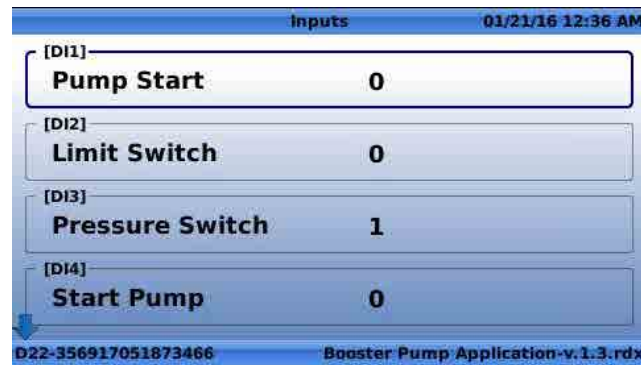 Inputs 01/21/16 12:36 AM
[DI1]
Pump Start 0
[DI2]
Limit Switch 0
[DI3]
Pressure Switch 1
[DI4]
Start Pump 0
D22-356917051873466 Booster Pump Application-v.1.3.rdx